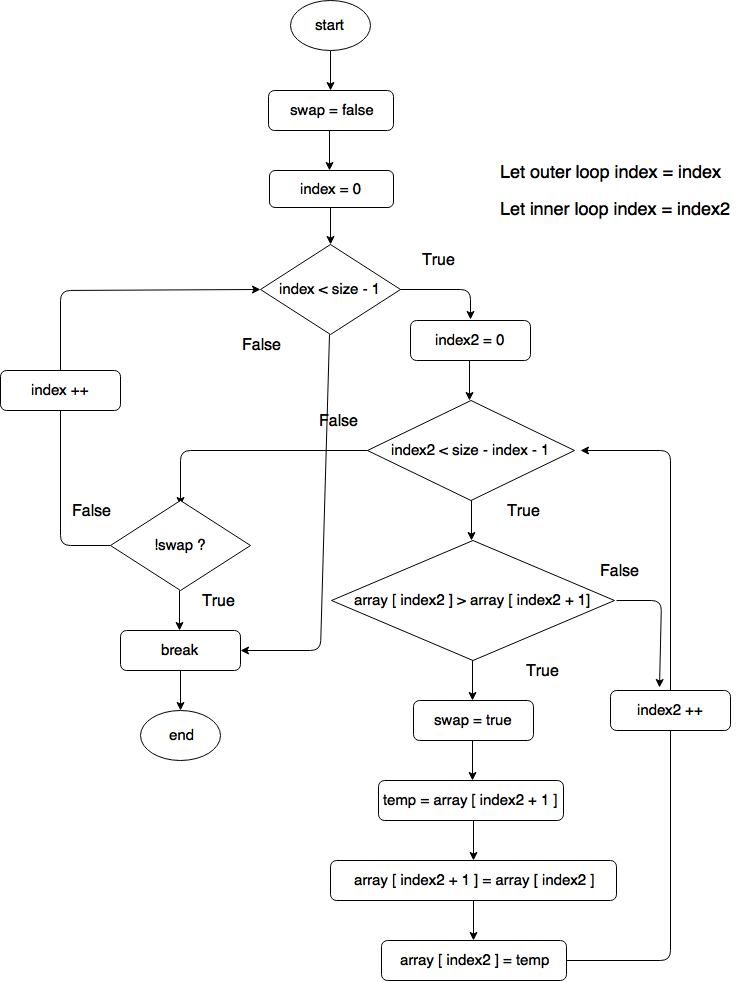 start
swap = false
index = 0
Let outer loop index = index
Let inner loop index = index2
True
index < size - 1
False
index2 = 0
index ++
False
index2 < size - index - 1
False
True
!swap ?
False
array [ index2 ] > array [ index2 + 1]
True
break
True
swap = true
index2 ++
end
temp = array [ index2 + 1 ]
array [ index2 + 1 ] = array [ index2 ]
array [ index2 ] = temp